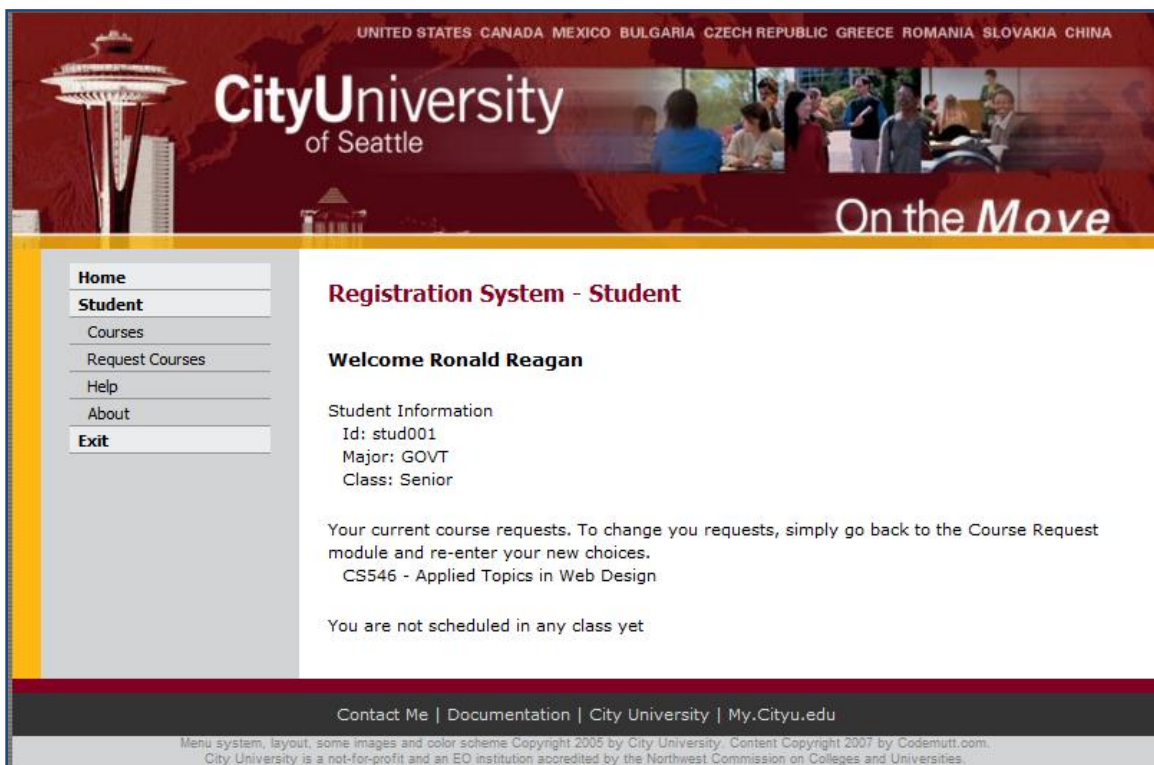 UNITED STATES CANADA MEXICO BULGARIA CZECH REPUBLIC GREECE ROMANIA SLOVAKIA CHINA
CityUniversity
of Seattle
On the Move
Home
Student
Courses
Request Courses
Help
About
Exit
Registration System - Student
Welcome Ronald Reagan
Student Information
Id: stud001
Major: GOVT
Class: Senior
Your current course requests. To change you requests, simply go back to the Course Request
module and re-enter your new choices.
CS546 - Applied Topics in Web Design
You are not scheduled in any class yet
Contact Me | Documentation | City University | My.Cityu.edu
Menu system, layout, some images and color scheme Copyright 2005 by City University. Content Copyright 2007 by Codemutt.com.
City University is a not-for-profit and an EO institution accredited by the Northwest Commission on Colleges and Universities.